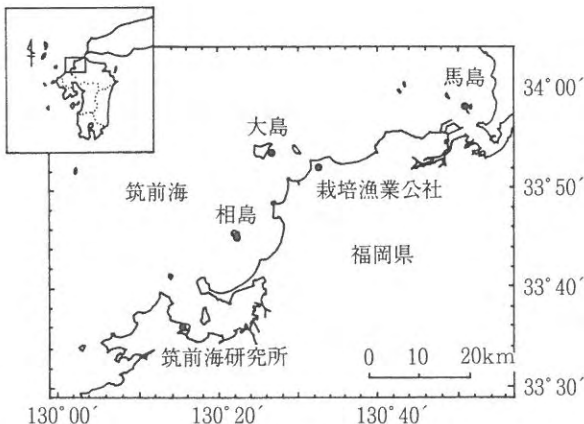 馬島
34°00′
大島
筑前海
栽培漁業公社
33°50′
相島
福岡県
33°40′
筑前海研究所
0 10 20km
33°30′
130°00′ 130°20′ 130°40′